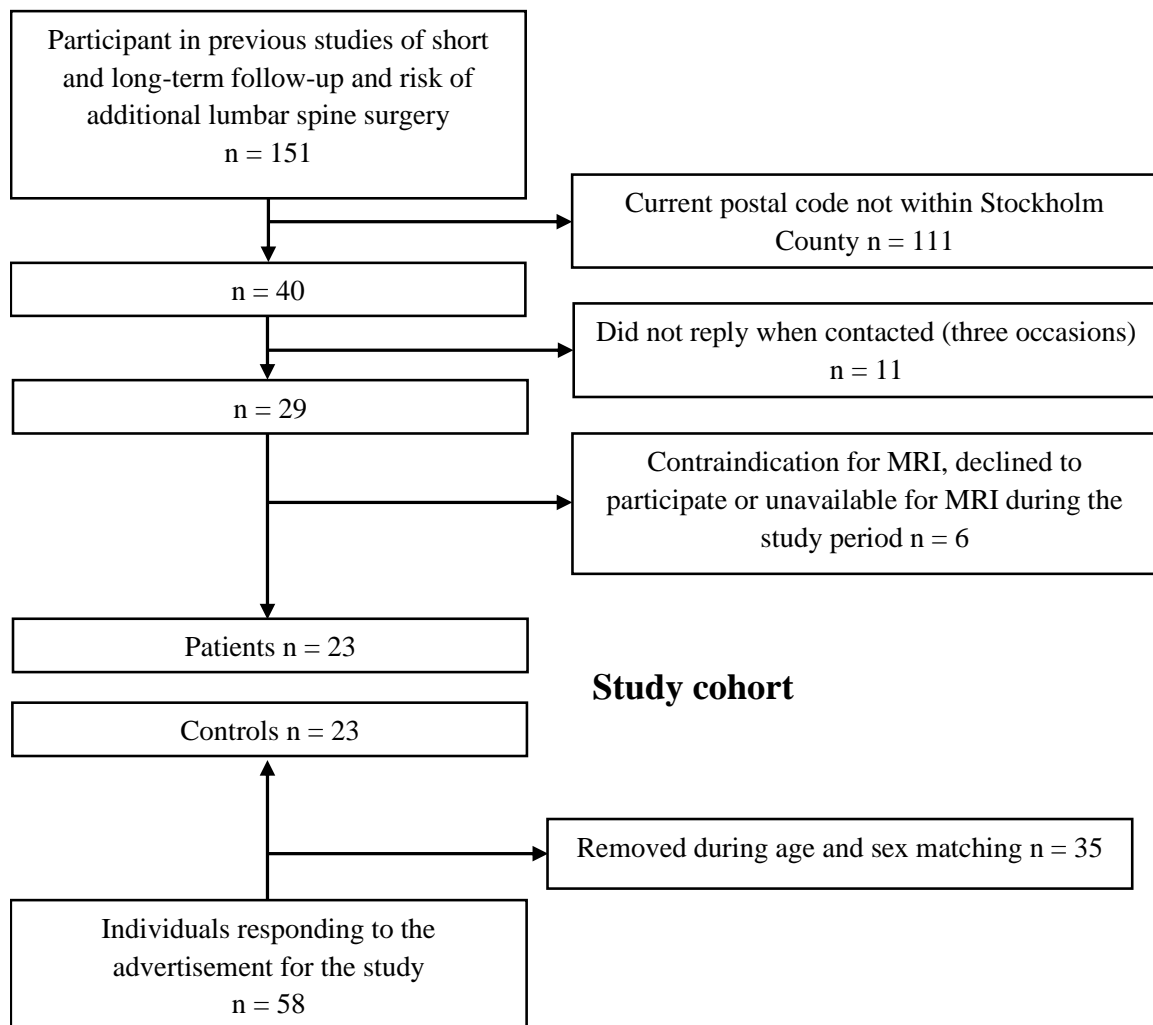 Participant in previous studies of short
and long-term follow-up and risk of
additional lumbar spine surgery
n = 151
Current postal code not within Stockholm
County n = 111
n = 40
Did not reply when contacted (three occasions)
n = 11
n = 29
Contraindication for MRI, declined to
participate or unavailable for MRI during the
study period n = 6
Patients n = 23
Study cohort
Controls n = 23
Removed during age and sex matching n = 35
Individuals responding to the
advertisement for the study
n = 58